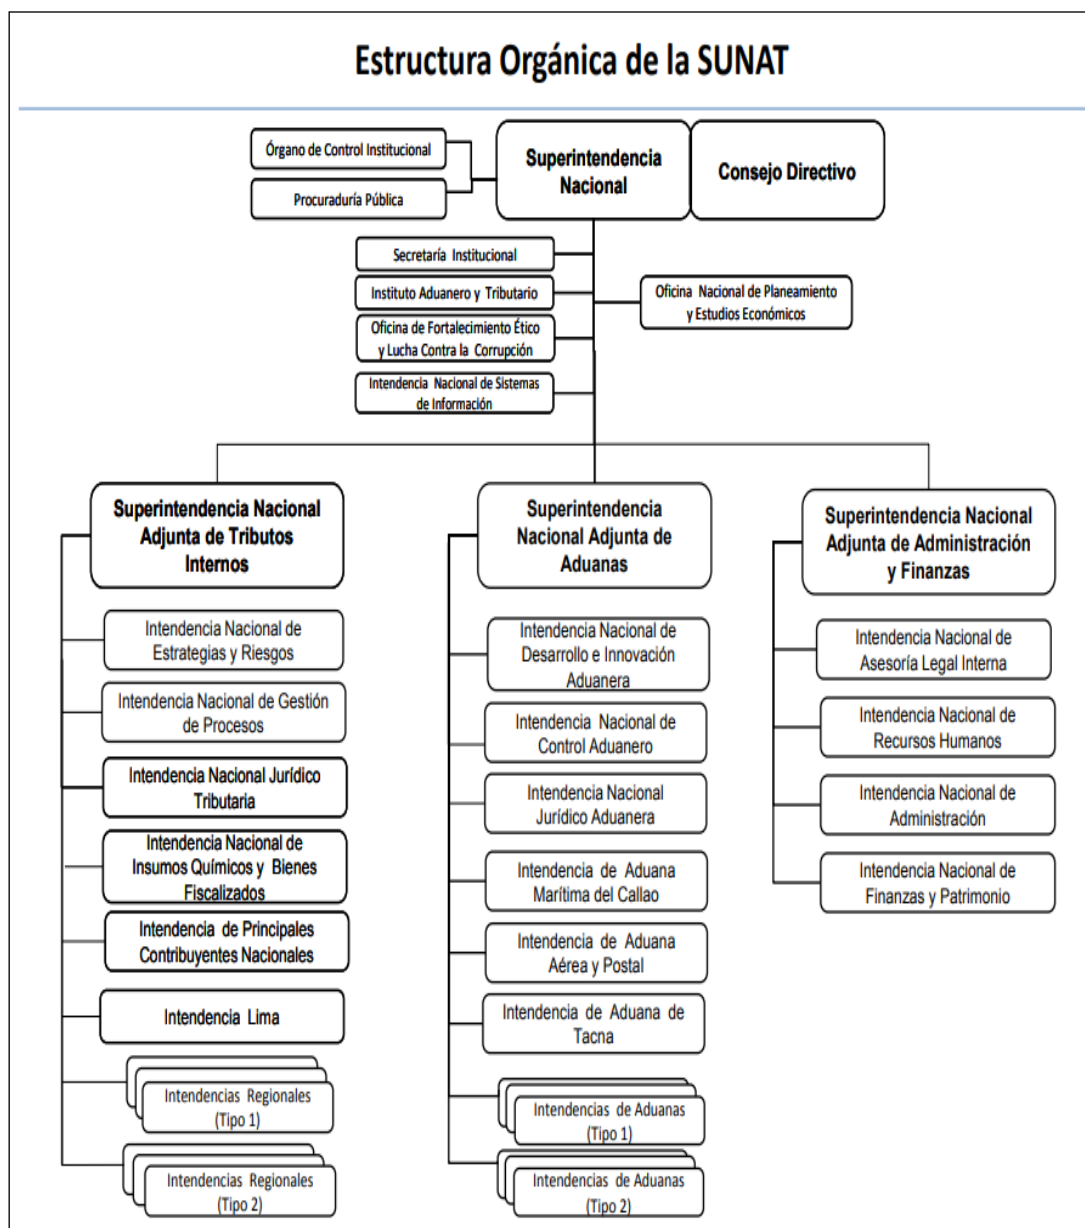 Estructura Orgánica de la SUNAT
Órgano de Control Institucional
Procuraduría Pública
Superintendencia
Nacional
Consejo Directivo
Secretaría Institucional
Instituto Aduanero y Tributario
Oficina de Fortalecimiento Ético
y Lucha Contra la Corrupción
Intendencia Nacional de Sistemas
de Información
Oficina Nacional de Planeamiento
y Estudios Económicos
Superintendencia Nacional
Adjunta de Tributos
Internos
Intendencia Nacional de
Estrategias y Riesgos
Intendencia Nacional de Gestión
de Procesos
Intendencia Nacional Jurídico
Tributaria
Intendencia Nacional de
Insumos Químicos y Bienes
Fiscalizados
Intendencia de Principales
Contribuyentes Nacionales
Intendencia Lima
Intendencias Regionales
(Tipo 1)
Intendencias Regionales
(Tipo 2)
Superintendencia
Nacional Adjunta de
Aduanas
Intendencia Nacional de
Desarrollo e Innovación
Aduanera
Intendencia Nacional de
Control Aduanero
Intendencia Nacional
Jurídico Aduanera
Intendencia de Aduana
Marítima del Callao
Intendencia de Aduana
Aérea y Postal
Intendencia de Aduana de
Tacna
Intendencias de Aduanas
(Tipo 1)
Intendencias de Aduanas
(Tipo 2)
Superintendencia Nacional
Adjunta de Administración
y Finanzas
Intendencia Nacional de
Asesoría Legal Interna
Intendencia Nacional de
Recursos Humanos
Intendencia Nacional de
Administración
Intendencia Nacional de
Finanzas y Patrimonio